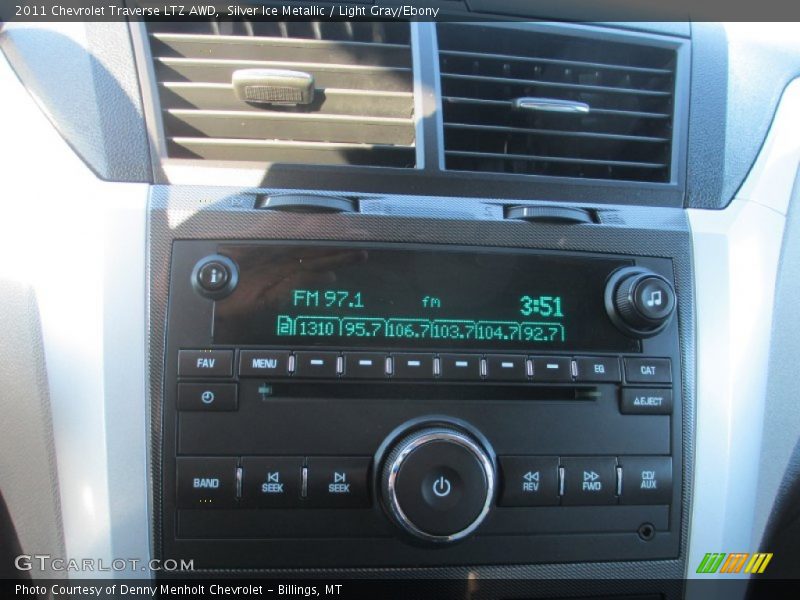 2011 Chevrolet Traverse LTZ AWD, Silver Ice Metallic / Light Gray/Ebony
i
FM 97.1 fm 3:51
2 1310 95.7 106.7 103.7 104.7 92.7
FAV MENU EQ CAT
EJECT
BAND SEEK SEEK REV FWD CD/AUX
GTCARLOT.COM
Photo Courtesy of Denny Menholt Chevrolet - Billings, MT